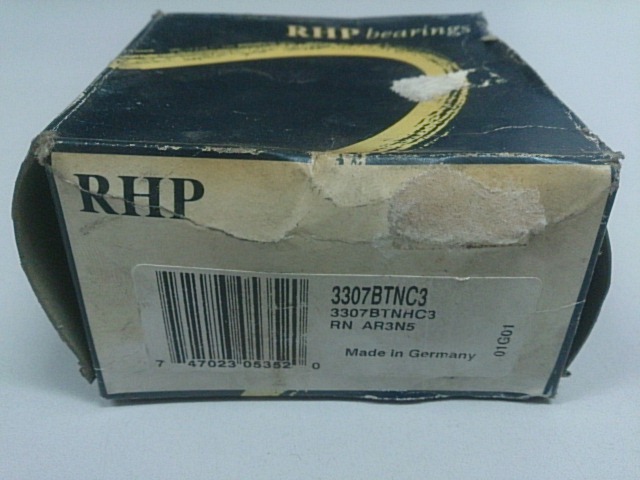 RHP bearings
RHP
3307BTNC3
3307BTNHC3
RN AR3N5
Made in Germany
01G01
7 47023 05352 0